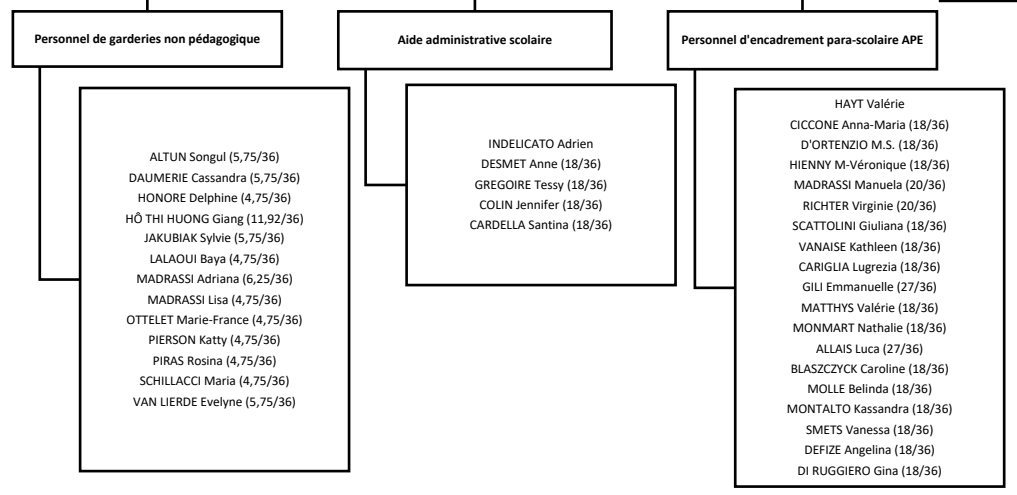 Personnel de garderies non pédagogique
ALTUN Songul (5,75/36)
DAUMERIE Cassandra (5,75/36)
HONORE Delphine (4,75/36)
HÔ THI HUONG Giang (11,92/36)
JAKUBIAK Sylvie (5,75/36)
LALAOUI Baya (4,75/36)
MADRASSI Adriana (6,25/36)
MADRASSI Lisa (4,75/36)
OTTELET Marie-France (4,75/36)
PIERSON Katty (4,75/36)
PIRAS Rosina (4,75/36)
SCHILLACCI Maria (4,75/36)
VAN LIERDE Evelyne (5,75/36)
Aide administrative scolaire
INDELICATO Adrien
DESMET Anne (18/36)
GREGOIRE Tessy (18/36)
COLIN Jennifer (18/36)
CARDELLA Santina (18/36)
Personnel d'encadrement para-scolaire APE
HAYT Valérie
CICCONE Anna-Maria (18/36)
D'ORTENZIO M.S. (18/36)
HIENNY M-Véronique (18/36)
MADRASSI Manuela (20/36)
RICHTER Virginie (20/36)
SCATTOLINI Giuliana (18/36)
VANAISE Kathleen (18/36)
CARIGLIA Lugrezia (18/36)
GILI Emmanuelle (27/36)
MATTHYS Valérie (18/36)
MONMART Nathalie (18/36)
ALLAIS Luca (27/36)
BLASZCZYCK Caroline (18/36)
MOLLE Belinda (18/36)
MONTALTO Kassandra (18/36)
SMETS Vanessa (18/36)
DEFIZE Angelina (18/36)
DI RUGGIERO Gina (18/36)